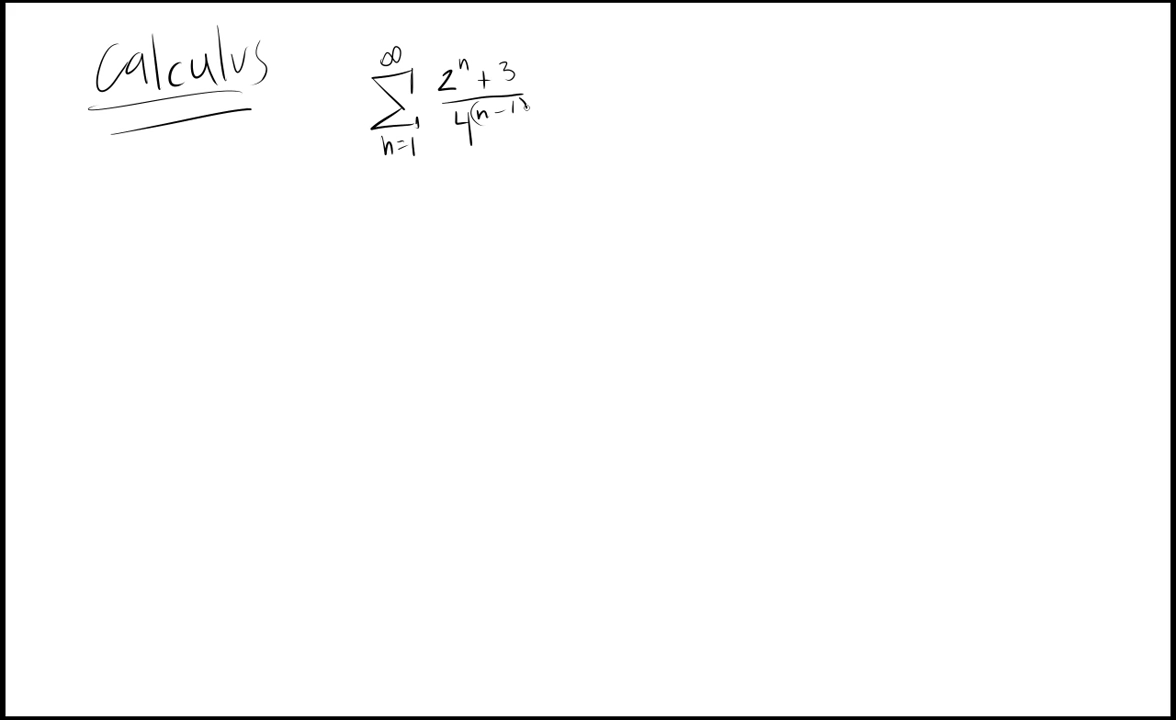 Calculus
∞
∑ 2^n + 3 / 4^(n-1)
n=1